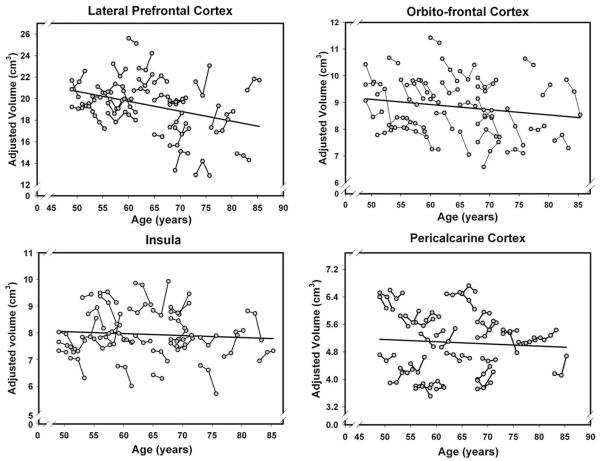 Lateral Prefrontal Cortex
Adjusted Volume (cm³)
26
24
22
20
18
16
14
12
0
0 45 50 55 60 65 70 75 80 85 90
Age (years)
Orbito-frontal Cortex
Adjusted Volume (cm³)
12
11
10
9
8
7
6
0
0 45 50 55 60 65 70 75 80 85
Age (years)
Insula
Adjusted volume (cm³)
11
10
9
8
7
6
5
0
0 45 50 55 60 65 70 75 80 85 90
Age (years)
Pericalcarine Cortex
Adjusted Volume (cm³)
7.2
6.4
5.6
4.8
4.0
3.2
0
0 45 50 55 60 65 70 75 80 85 90
Age (years)